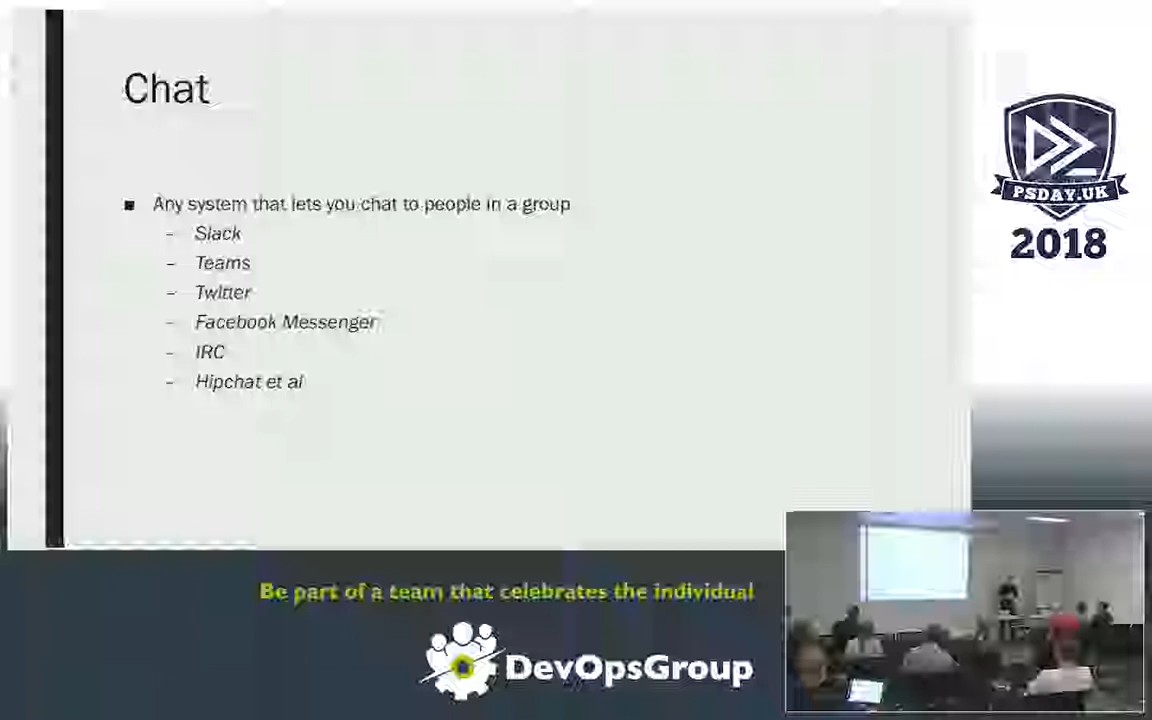 Chat
Any system that lets you chat to people in a group
- Slack
- Teams
- Twitter
- Facebook Messenger
- IRC
- Hipchat et al
PSDAY.UK
2018
Be part of a team that celebrates the individual
DevOpsGroup